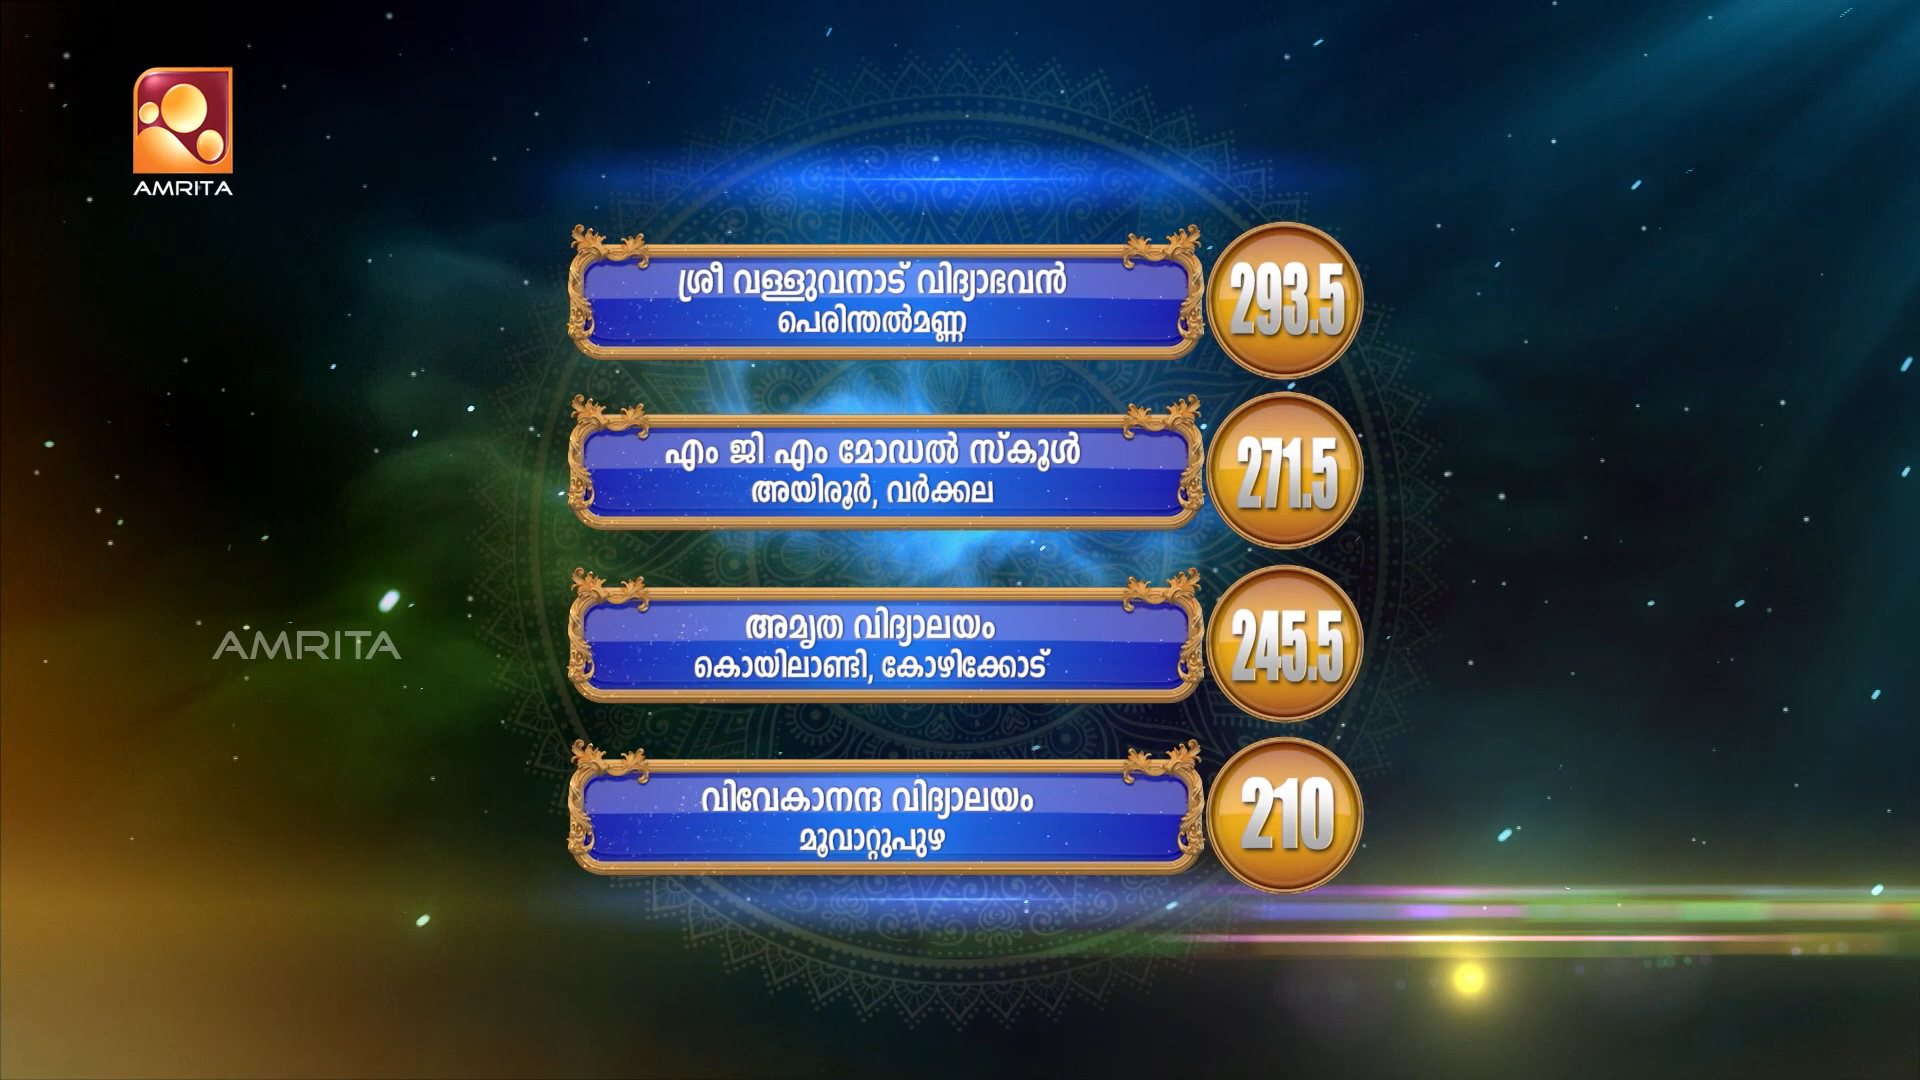 AMRITA
ശ്രീ വള്ളുവനാട് വിദ്യാഭവൻ
പെരിന്തൽമണ്ണ
293.5
എം ജി എം മോഡൽ സ്കൂൾ
അയിരൂർ, വർക്കല
271.5
അമൃത വിദ്യാലയം
കൊയിലാണ്ടി, കോഴിക്കോട്
245.5
AMRITA
വിവേകാനന്ദ വിദ്യാലയം
മൂവാറ്റുപുഴ
210